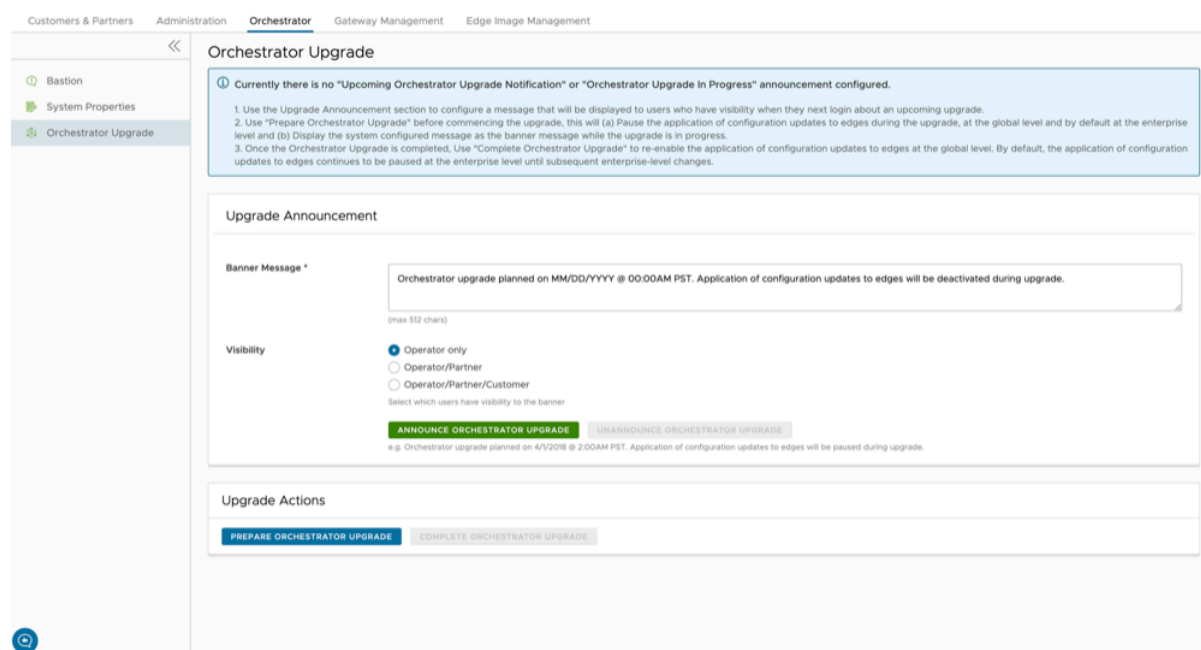 Customers & Partners Administration Orchestrator Gateway Management Edge Image Management
Bastion
System Properties
Orchestrator Upgrade
Orchestrator Upgrade
Currently there is no "Upcoming Orchestrator Upgrade Notification" or "Orchestrator Upgrade In Progress" announcement configured.
1. Use the Upgrade Announcement section to configure a message that will be displayed to users who have visibility when they next login about an upcoming upgrade.
2. Use "Prepare Orchestrator Upgrade" before commencing the upgrade, this will (a) Pause the application of configuration updates to edges during the upgrade, at the global level and by default at the enterprise
level and (b) Display the system configured message as the banner message while the upgrade is in progress.
3. Once the Orchestrator Upgrade is completed, Use "Complete Orchestrator Upgrade" to re-enable the application of configuration updates to edges at the global level. By default, the application of configuration
updates to edges continues to be paused at the enterprise level until subsequent enterprise-level changes.
Upgrade Announcement
Banner Message *
Orchestrator upgrade planned on MM/DD/YYYY @ 00:00AM PST. Application of configuration updates to edges will be deactivated during upgrade.
(max 512 chars)
Visibility
Operator only
Operator/Partner
Operator/Partner/Customer
Select which users have visibility to the banner
ANNOUNCE ORCHESTRATOR UPGRADE UNANNOUNCE ORCHESTRATOR UPGRADE
e.g. Orchestrator upgrade planned on 4/1/2018 @ 2:00AM PST. Application of configuration updates to edges will be paused during upgrade.
Upgrade Actions
PREPARE ORCHESTRATOR UPGRADE COMPLETE ORCHESTRATOR UPGRADE